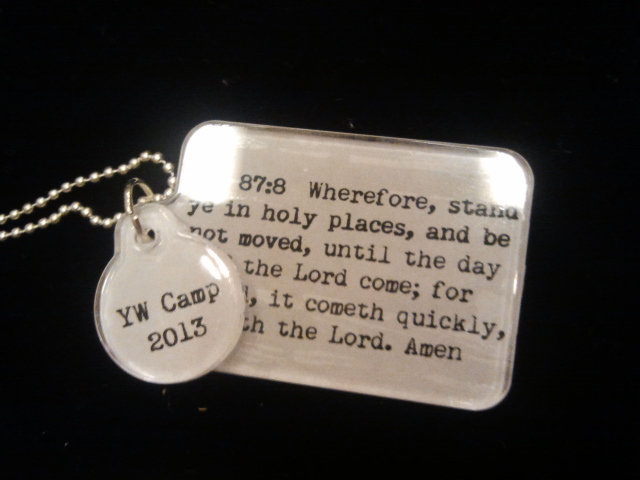 87:8 Wherefore, stand
ye in holy places, and be
not moved, until the day
the Lord come; for
it cometh quickly,
the Lord. Amen
YW Camp
2013